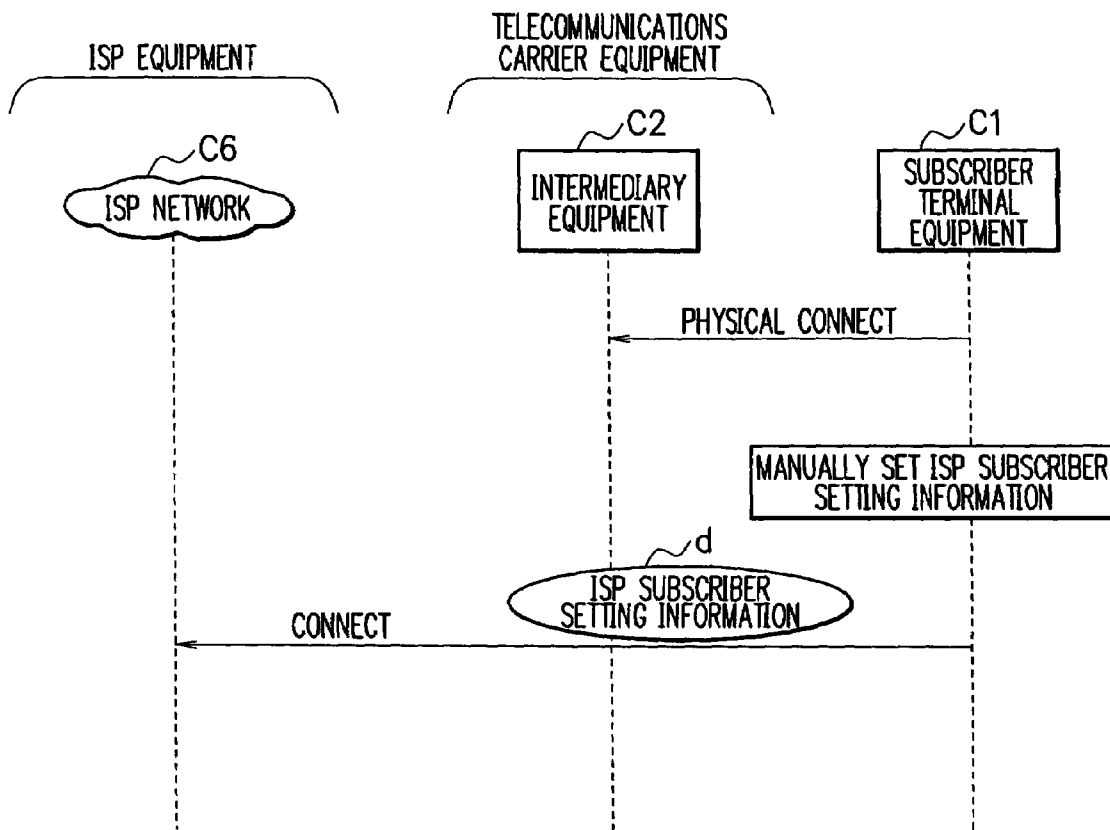 ISP EQUIPMENT
TELECOMMUNICATIONS
CARRIER EQUIPMENT
C6
C2
C1
ISP NETWORK
INTERMEDIARY
EQUIPMENT
SUBSCRIBER
TERMINAL
EQUIPMENT
PHYSICAL CONNECT
MANUALLY SET ISP SUBSCRIBER
SETTING INFORMATION
d
ISP SUBSCRIBER
SETTING INFORMATION
CONNECT